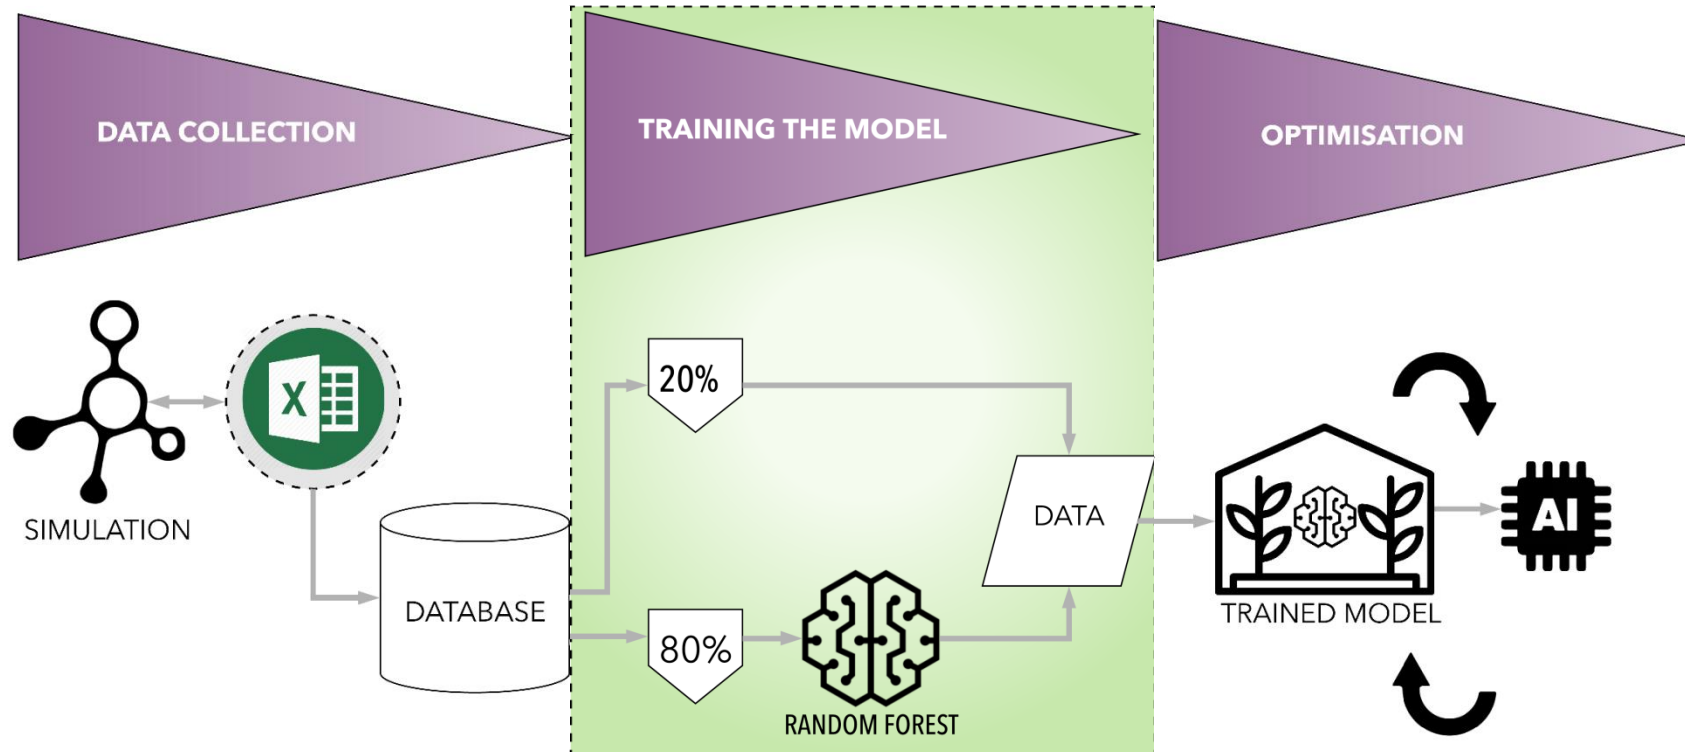 DATA COLLECTION
TRAINING THE MODEL
OPTIMISATION
X
SIMULATION
DATABASE
20%
80%
RANDOM FOREST
DATA
TRAINED MODEL
AI